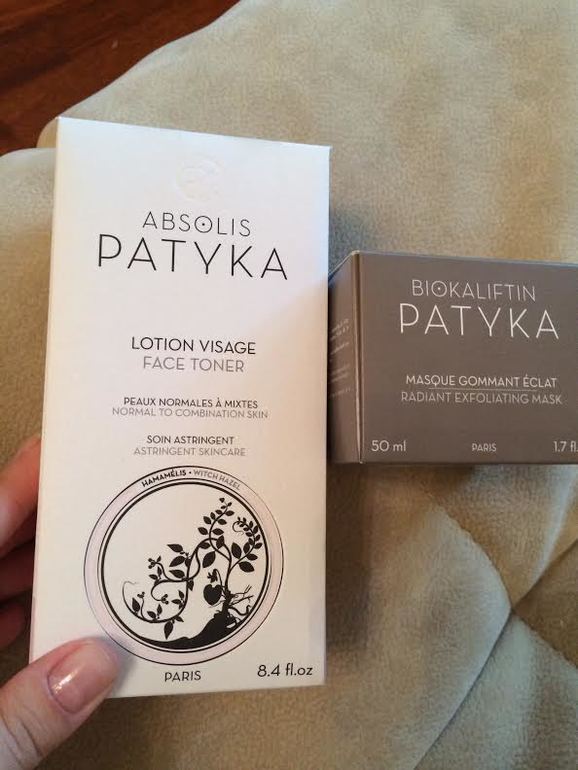 ABSOLIS
PATYKA
LOTION VISAGE
FACE TONER
PEAUX NORMALES À MIXTES
NORMAL TO COMBINATION SKIN
SOIN ASTRINGENT
ASTRINGENT SKINCARE
HAMAMÉLIS • WITCH HAZEL
PARIS
8.4 fl.oz
BIOKALIFTIN
PATYKA
MASQUE GOMMANT ÉCLAT
RADIANT EXFOLIATING MASK
50 ml
PARIS
1.7 fl.